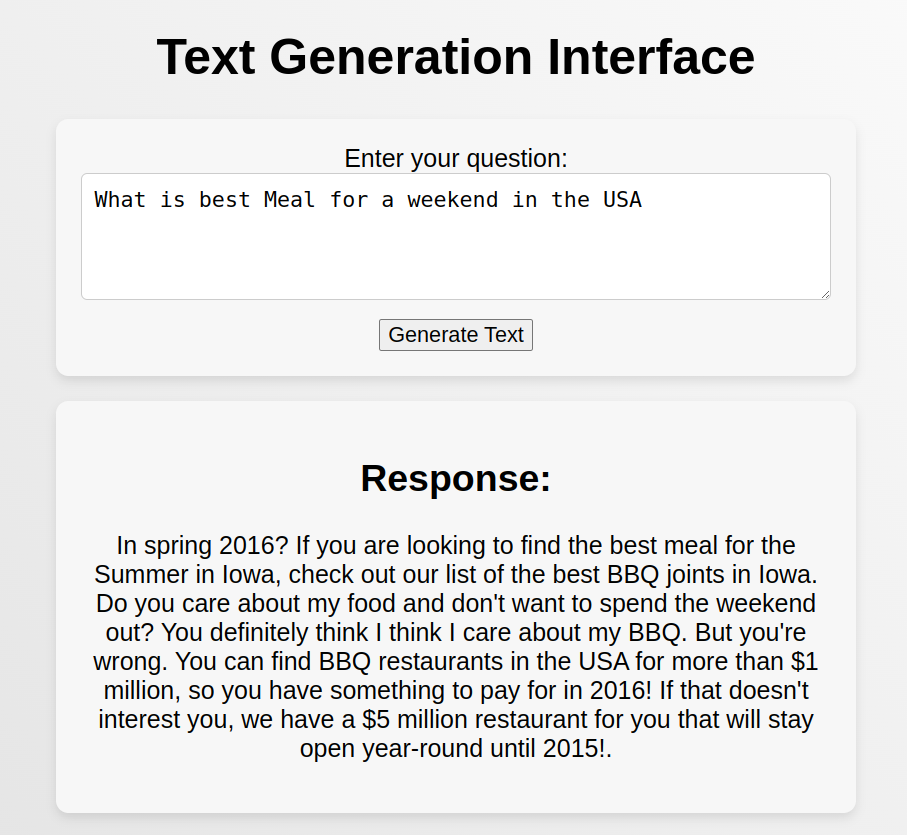 Text Generation Interface
Enter your question:
What is best Meal for a weekend in the USA
Generate Text
Response:
In spring 2016? If you are looking to find the best meal for the
Summer in Iowa, check out our list of the best BBQ joints in Iowa.
Do you care about my food and don't want to spend the weekend
out? You definitely think I think I care about my BBQ. But you're
wrong. You can find BBQ restaurants in the USA for more than $1
million, so you have something to pay for in 2016! If that doesn't
interest you, we have a $5 million restaurant for you that will stay
open year-round until 2015!.